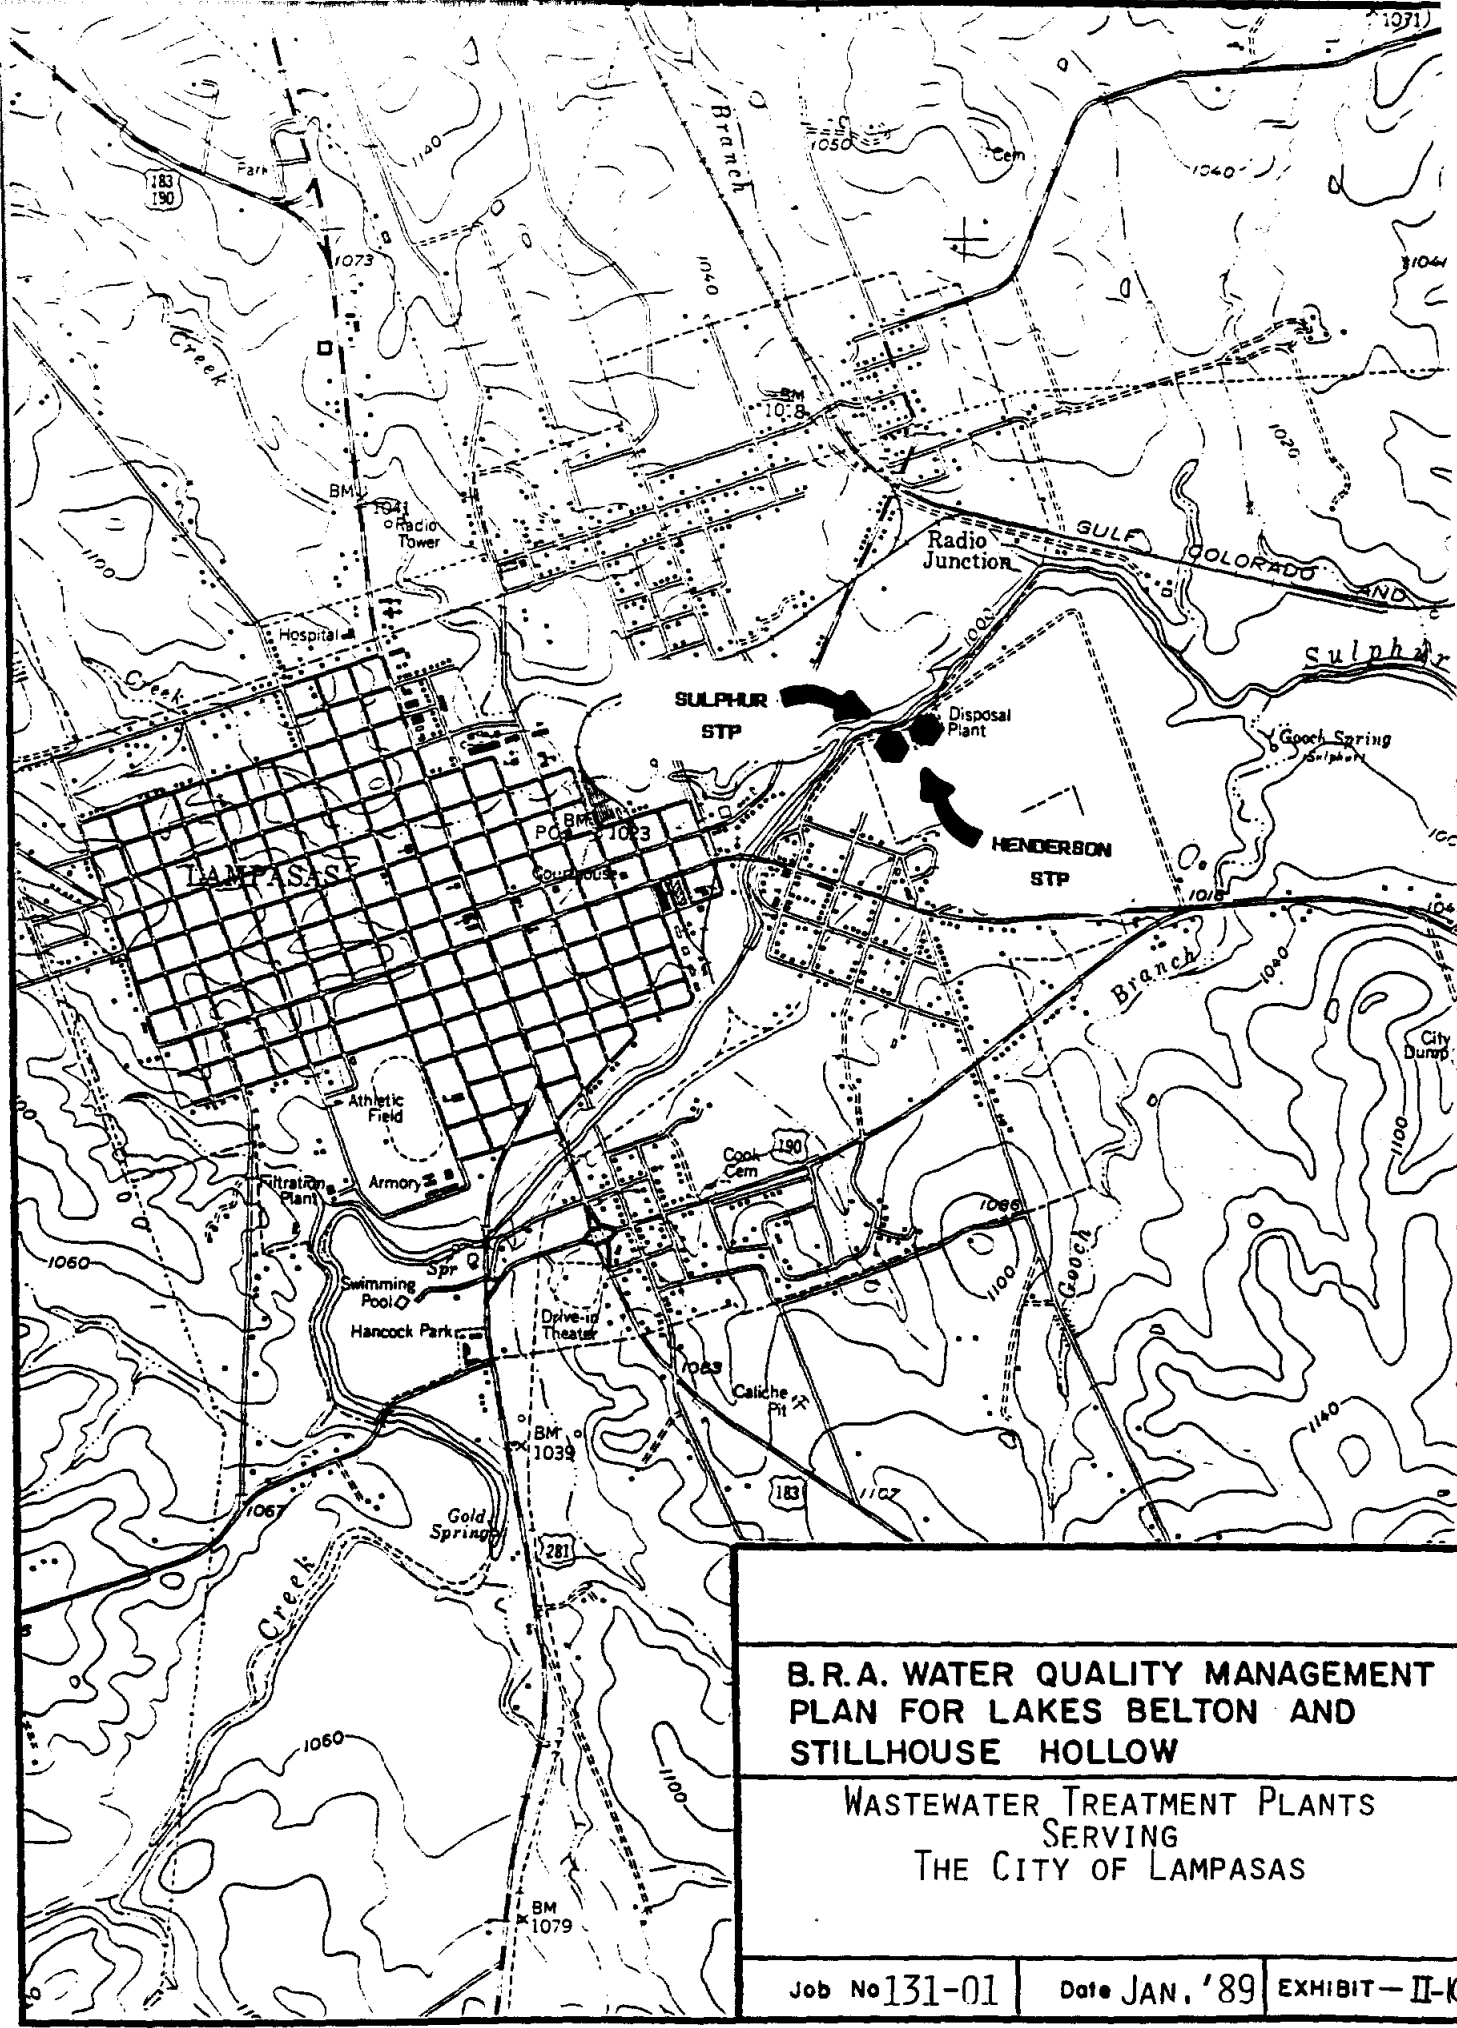 1071)
Branch
1050
Cem
1040
1140
Park
183
190
1073
1040
1041
Creek
BM
10.8
1020
BM
1041
Radio
Tower
1100
Radio
Junction
GULF
COLORADO
AND
Hospital
1000
Sulphur
Creek
SULPHUR
STP
Disposal
Plant
Gooch Spring
(Sulphur)
BM
PO
1023
HENDERSON
STP
LAMPASAS
Courthouse
1016
Branch
1040
City
Dump
Athletic
Field
1100
Cook
Cem
190
Filtration
Plant
Armory
1086
1060
Spr
Gooch
1100
Swimming
Pool
Hancock Park
Drive-in
Theater
1083
Caliche
Pit
1140
BM
1039
183
1107
1067
Gold
Spring
281
Creek
1060
1100
BM
1079
B.R.A. WATER QUALITY MANAGEMENT
PLAN FOR LAKES BELTON AND
STILLHOUSE HOLLOW
WASTEWATER TREATMENT PLANTS
SERVING
THE CITY OF LAMPASAS
Job No 131-01
Date JAN. '89
EXHIBIT - II-K